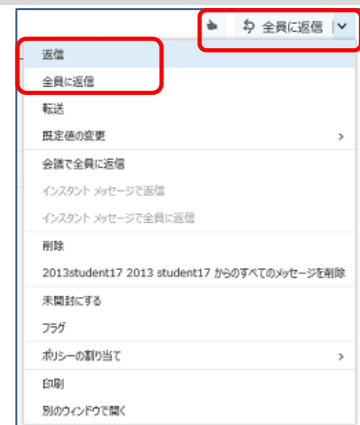 全員に返信
返信
全員に返信
転送
既定値の変更
会議で全員に返信
インスタント メッセージで返信
インスタント メッセージで全員に返信
削除
2013student17 2013 student17 からのすべてのメッセージを削除
未開封にする
フラグ
ポリシーの割り当て
印刷
別のウィンドウで開く